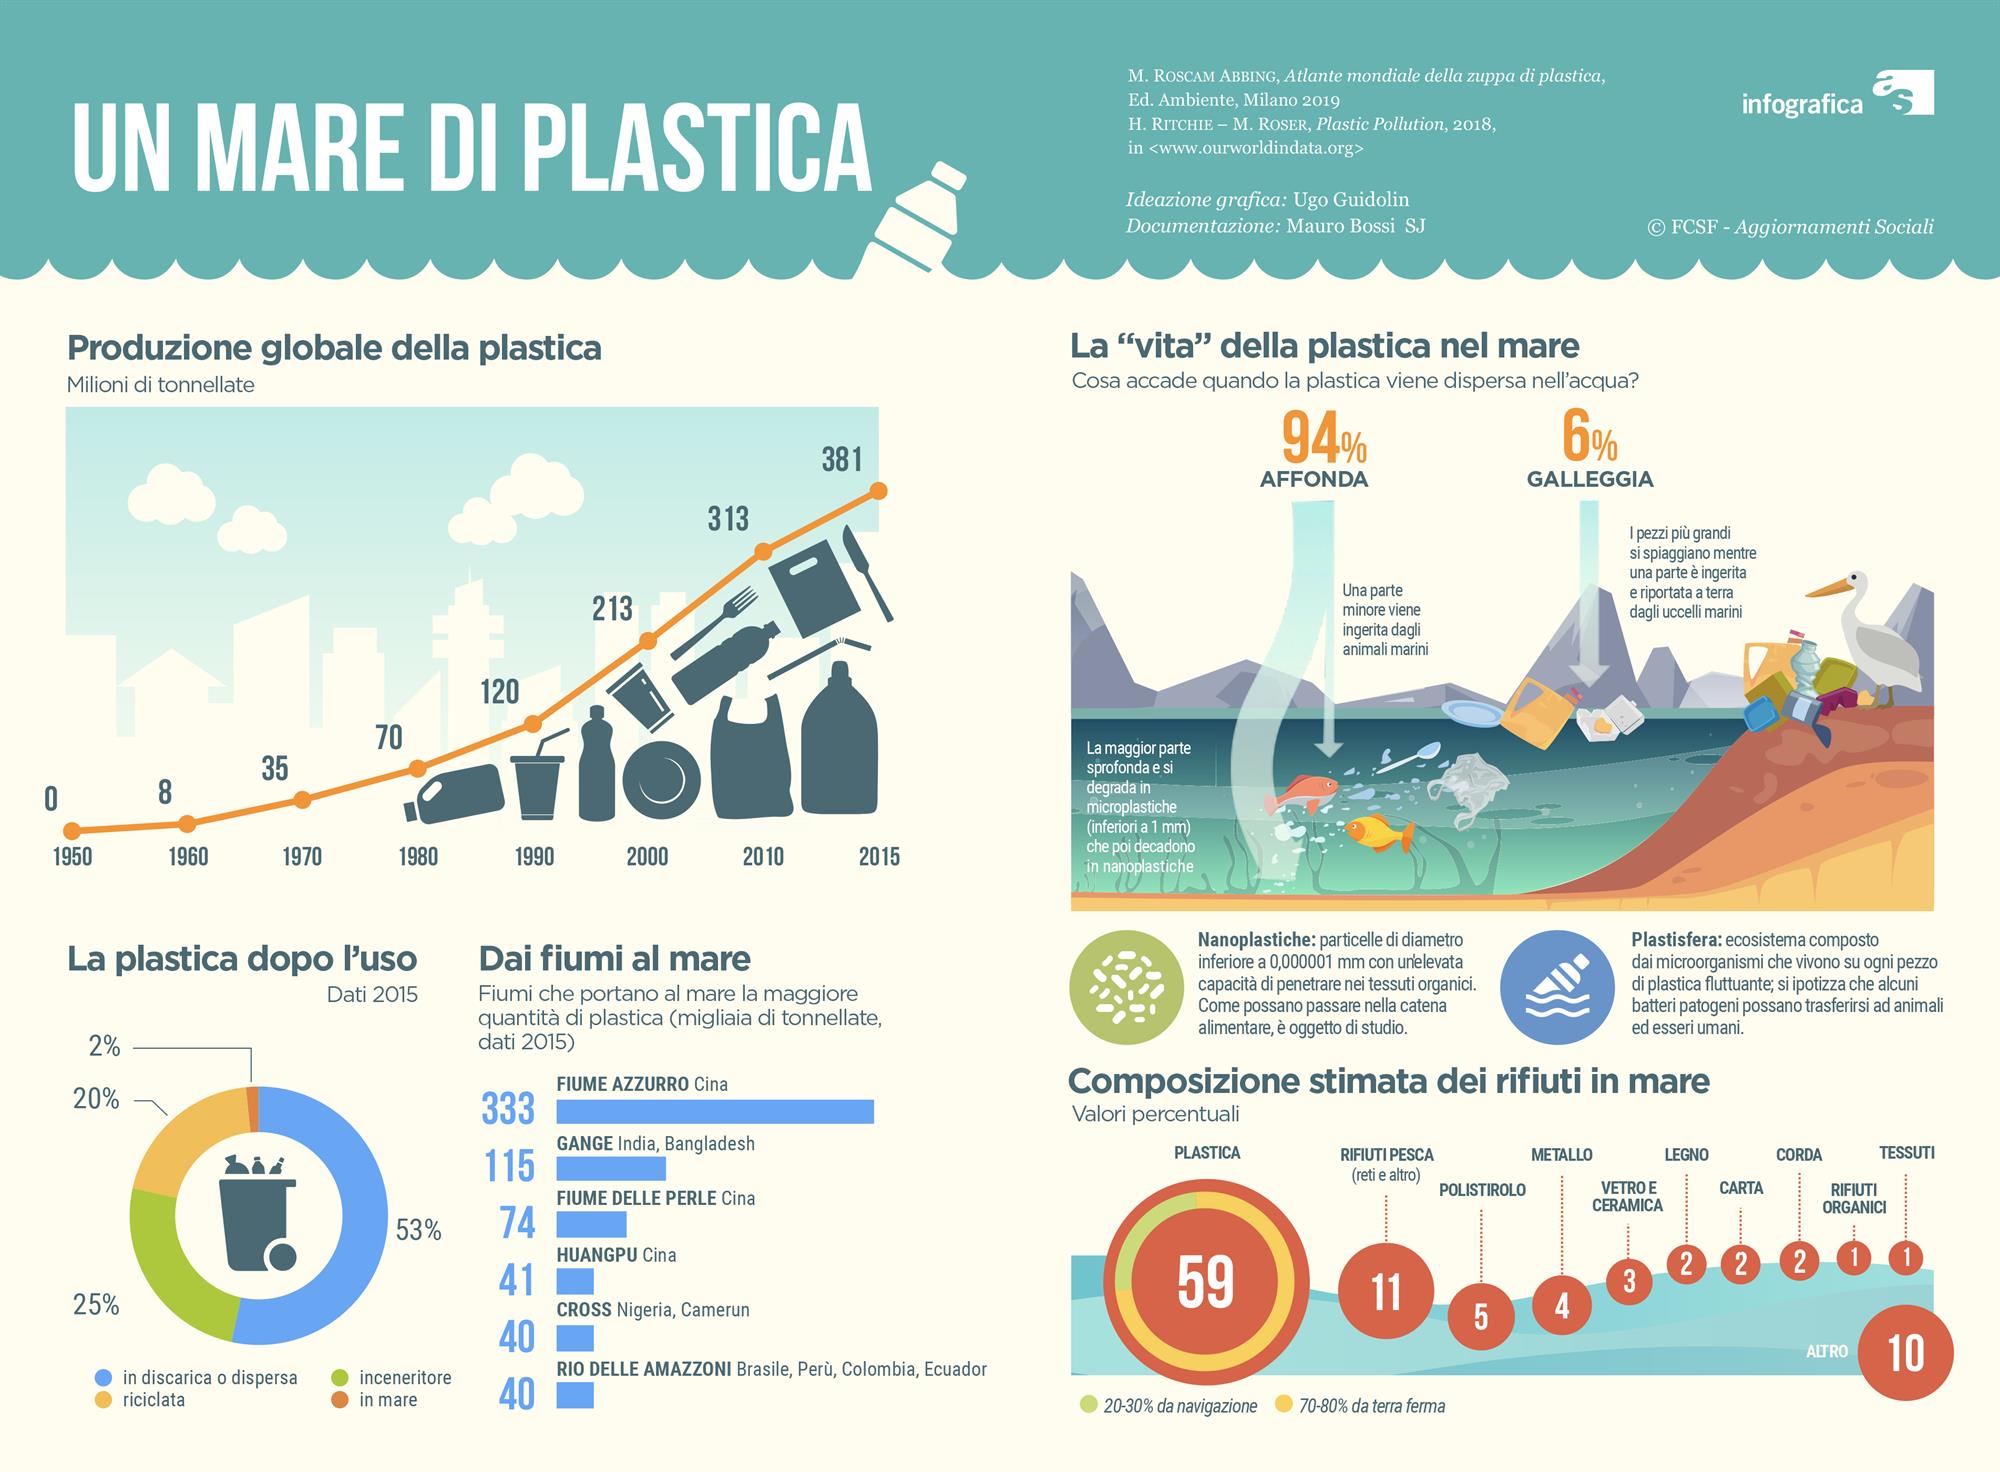 UN MARE DI PLASTICA
M. ROSCAM ABBING, Atlante mondiale della zuppa di plastica,
Ed. Ambiente, Milano 2019
H. RITCHIE – M. ROSER, Plastic Pollution, 2018,
in <www.ourworldindata.org>
Ideazione grafica: Ugo Guidolin
Documentazione: Mauro Bossi SJ
infografica as
© FCSF - Aggiornamenti Sociali
Produzione globale della plastica
Milioni di tonnellate
381
313
213
120
70
35
8
0
1950 1960 1970 1980 1990 2000 2010 2015
La plastica dopo l’uso
Dati 2015
2%
20%
53%
25%
in discarica o dispersa
inceneritore
riciclata
in mare
Dai fiumi al mare
Fiumi che portano al mare la maggiore
quantità di plastica (migliaia di tonnellate,
dati 2015)
FIUME AZZURRO Cina
333
GANGE India, Bangladesh
115
FIUME DELLE PERLE Cina
74
HUANGPU Cina
41
CROSS Nigeria, Camerun
40
RIO DELLE AMAZZONI Brasile, Perù, Colombia, Ecuador
40
La “vita” della plastica nel mare
Cosa accade quando la plastica viene dispersa nell’acqua?
94%
AFFONDA
6%
GALLEGGIA
I pezzi più grandi
si spiaggiano mentre
una parte è ingerita
e riportata a terra
dagli uccelli marini
Una parte
minore viene
ingerita dagli
animali marini
La maggior parte
sprofonda e si
degrada in
microplastiche
(inferiori a 1 mm)
che poi decadono
in nanoplastiche
Nanoplastiche: particelle di diametro
inferiore a 0,000001 mm con un'elevata
capacità di penetrare nei tessuti organici.
Come possano passare nella catena
alimentare, è oggetto di studio.
Plastisfera: ecosistema composto
dai microorganismi che vivono su ogni pezzo
di plastica fluttuante; si ipotizza che alcuni
batteri patogeni possano trasferirsi ad animali
ed esseri umani.
Composizione stimata dei rifiuti in mare
Valori percentuali
PLASTICA
59
RIFIUTI PESCA
(reti e altro)
11
POLISTIROLO
5
METALLO
4
VETRO E
CERAMICA
3
LEGNO
2
CARTA
2
CORDA
2
RIFIUTI
ORGANICI
1
TESSUTI
1
ALTRO
10
20-30% da navigazione
70-80% da terra ferma